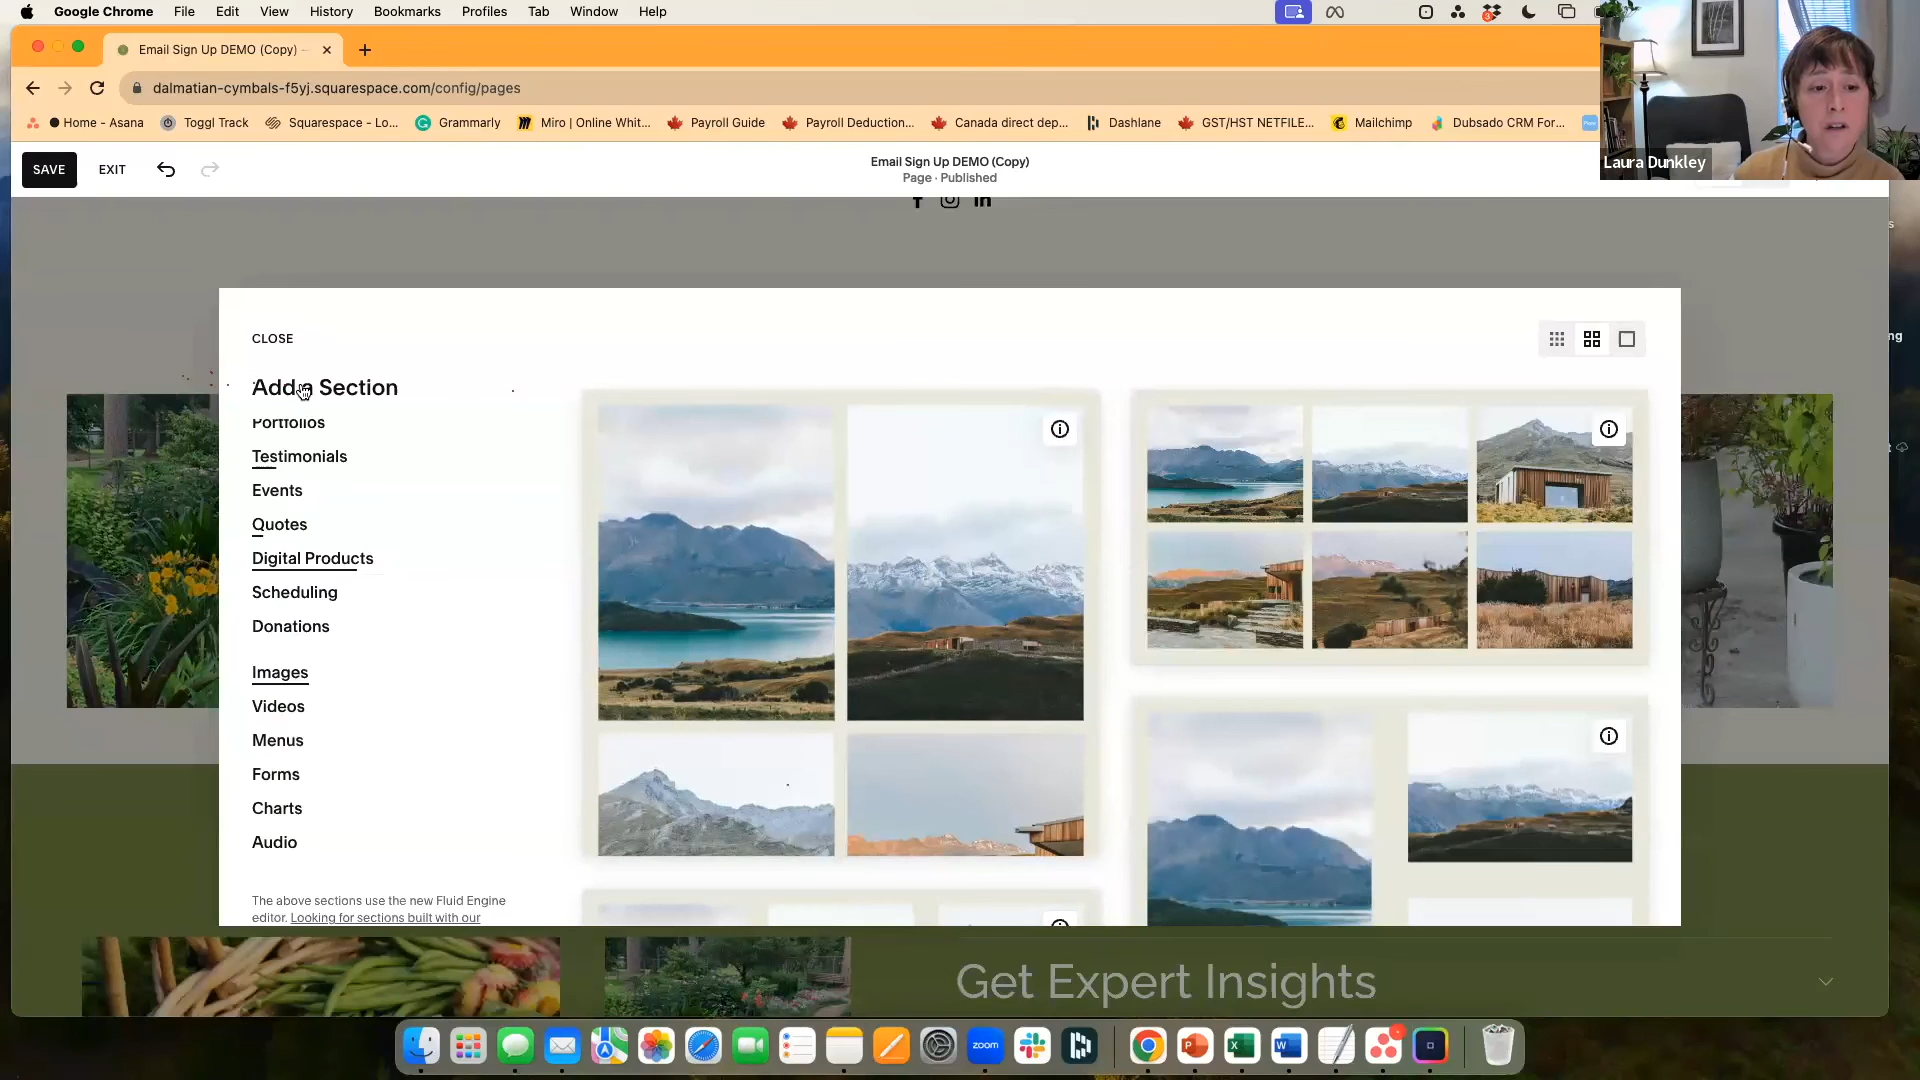 Google Chrome File Edit View History Bookmarks Profiles Tab Window Help
Email Sign Up DEMO (Copy)
dalmatian-cymbals-f5yj.squarespace.com/config/pages
Home - Asana Toggl Track Squarespace - Lo... Grammarly Miro | Online Whit... Payroll Guide Payroll Deduction... Canada direct dep... Dashlane GST/HST NETFILE... Mailchimp Dubsado CRM For...
Laura Dunkley
SAVE EXIT
Email Sign Up DEMO (Copy)
Page · Published
CLOSE
Add a Section
Portfolios
Testimonials
Events
Quotes
Digital Products
Scheduling
Donations
Images
Videos
Menus
Forms
Charts
Audio
The above sections use the new Fluid Engine
editor. Looking for sections built with our
Get Expert Insights
zoom